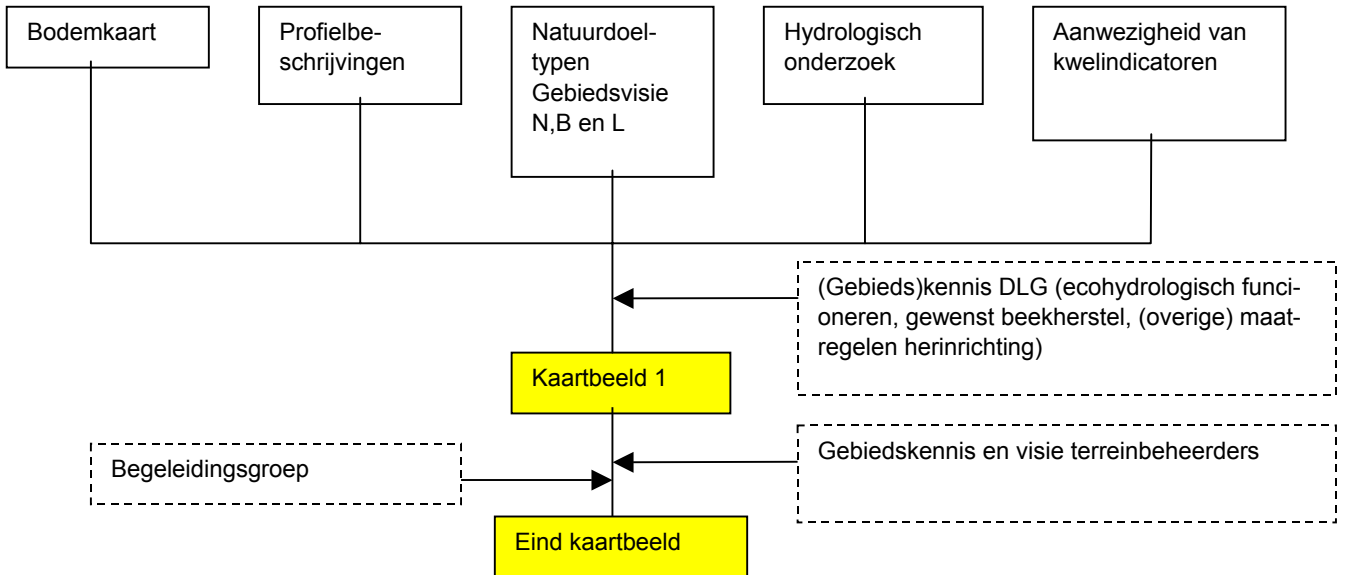 Bodemkaart
Profielbe-
schrijvingen
Natuurdoel-
typen
Gebiedsvisie
N,B en L
Hydrologisch
onderzoek
Aanwezigheid van
kwelindicatoren
(Gebieds)kennis DLG (ecohydrologisch functi-
oneren, gewenst beekherstel, (overige) maat-
regelen herinrichting)
Kaartbeeld 1
Begeleidingsgroep
Gebiedskennis en visie terreinbeheerders
Eind kaartbeeld